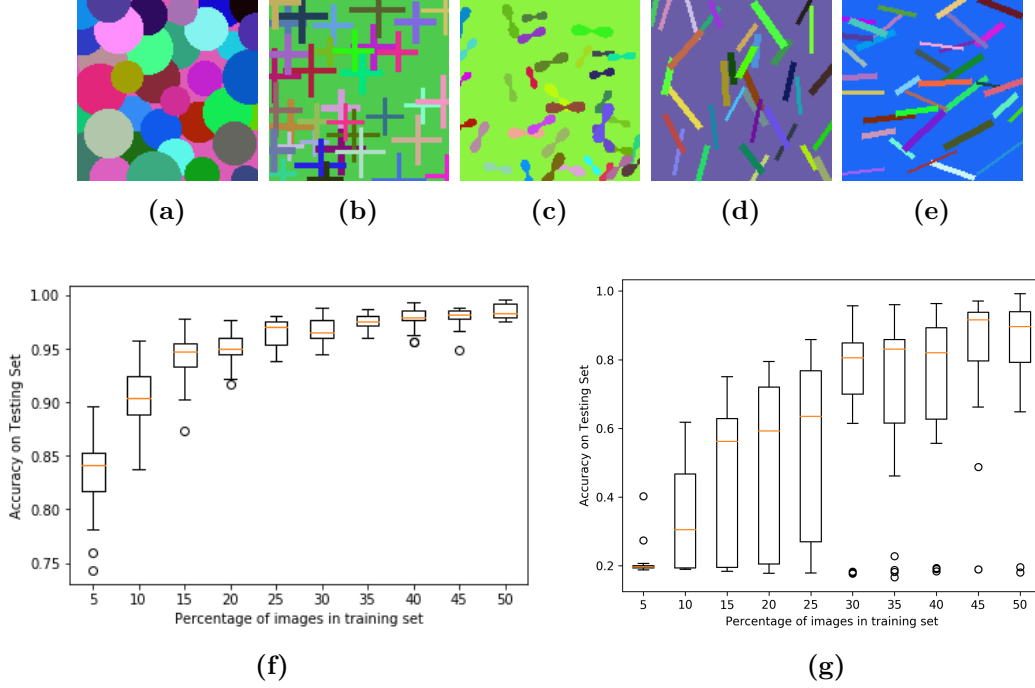 (a) (b) (c) (d) (e)
1.00
0.95
0.90
0.85
0.80
0.75
Accuracy on Testing Set
5 10 15 20 25 30 35 40 45 50
Percentage of images in training set
(f)
1.0
0.8
0.6
0.4
0.2
Accuracy on Testing Set
5 10 15 20 25 30 35 40 45 50
Percentage of images in training set
(g)